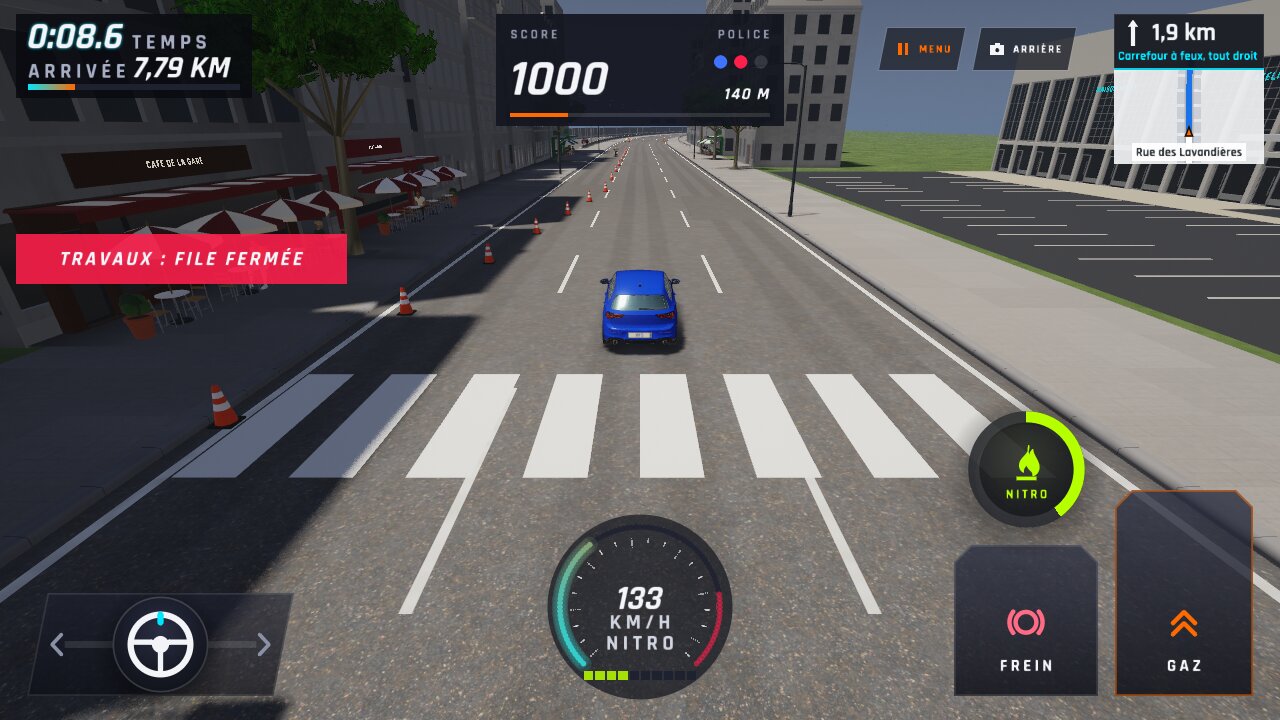 0:08.6 TEMPS
ARRIVÉE 7,79 KM
SCORE
POLICE
1000
140 M
MENU
ARRIÈRE
1,9 km
Carrefour à feux, tout droit
Rue des Lavandières
CAFE DE LA GARE
TRAVAUX : FILE FERMÉE
NITRO
133
KM/H
NITRO
FREIN
GAZ